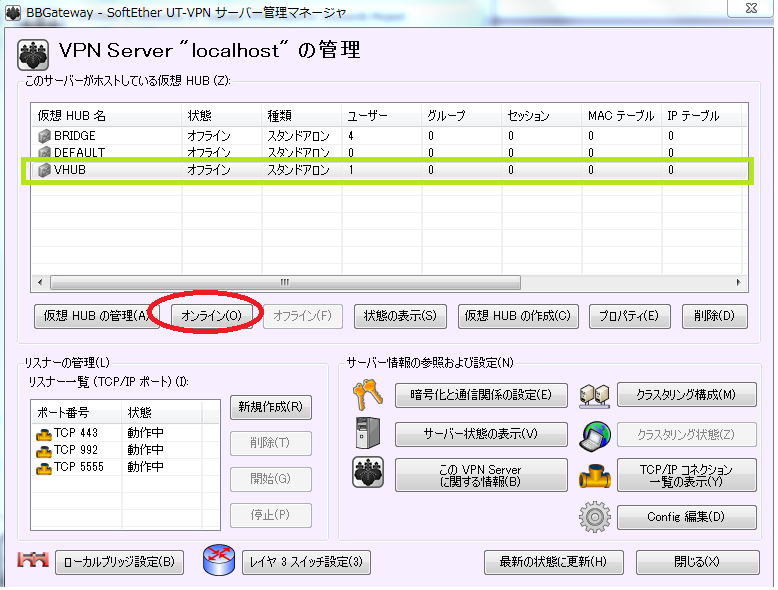 BBGateway - SoftEther UT-VPN サーバー管理マネージャ
VPN Server "localhost" の管理
このサーバーがホストしている仮想 HUB (Z):
仮想 HUB 名 状態 種類 ユーザー グループ セッション MAC テーブル IP テーブル
BRIDGE オフライン スタンドアロン 4 0 0 0 0
DEFAULT オフライン スタンドアロン 0 0 0 0 0
VHUB オフライン スタンドアロン 1 0 0 0 0
仮想 HUB の管理(A) オンライン(O) オフライン(F) 状態の表示(S) 仮想 HUB の作成(C) プロパティ(E) 削除(D)
リスナーの管理(L)
リスナー一覧 (TCP/IP ポート) (I):
ポート番号 状態
TCP 443 動作中
TCP 992 動作中
TCP 5555 動作中
新規作成(R)
削除(T)
開始(G)
停止(P)
サーバー情報の参照および設定(N)
暗号化と通信関係の設定(E) クラスタリング構成(M)
サーバー状態の表示(V) クラスタリング状態(Z)
この VPN Server
に関する情報(B)
TCP/IP コネクション
一覧の表示(Y)
Config 編集(D)
ローカルブリッジ設定(B) レイヤ 3 スイッチ設定(3) 最新の状態に更新(H) 閉じる(X)